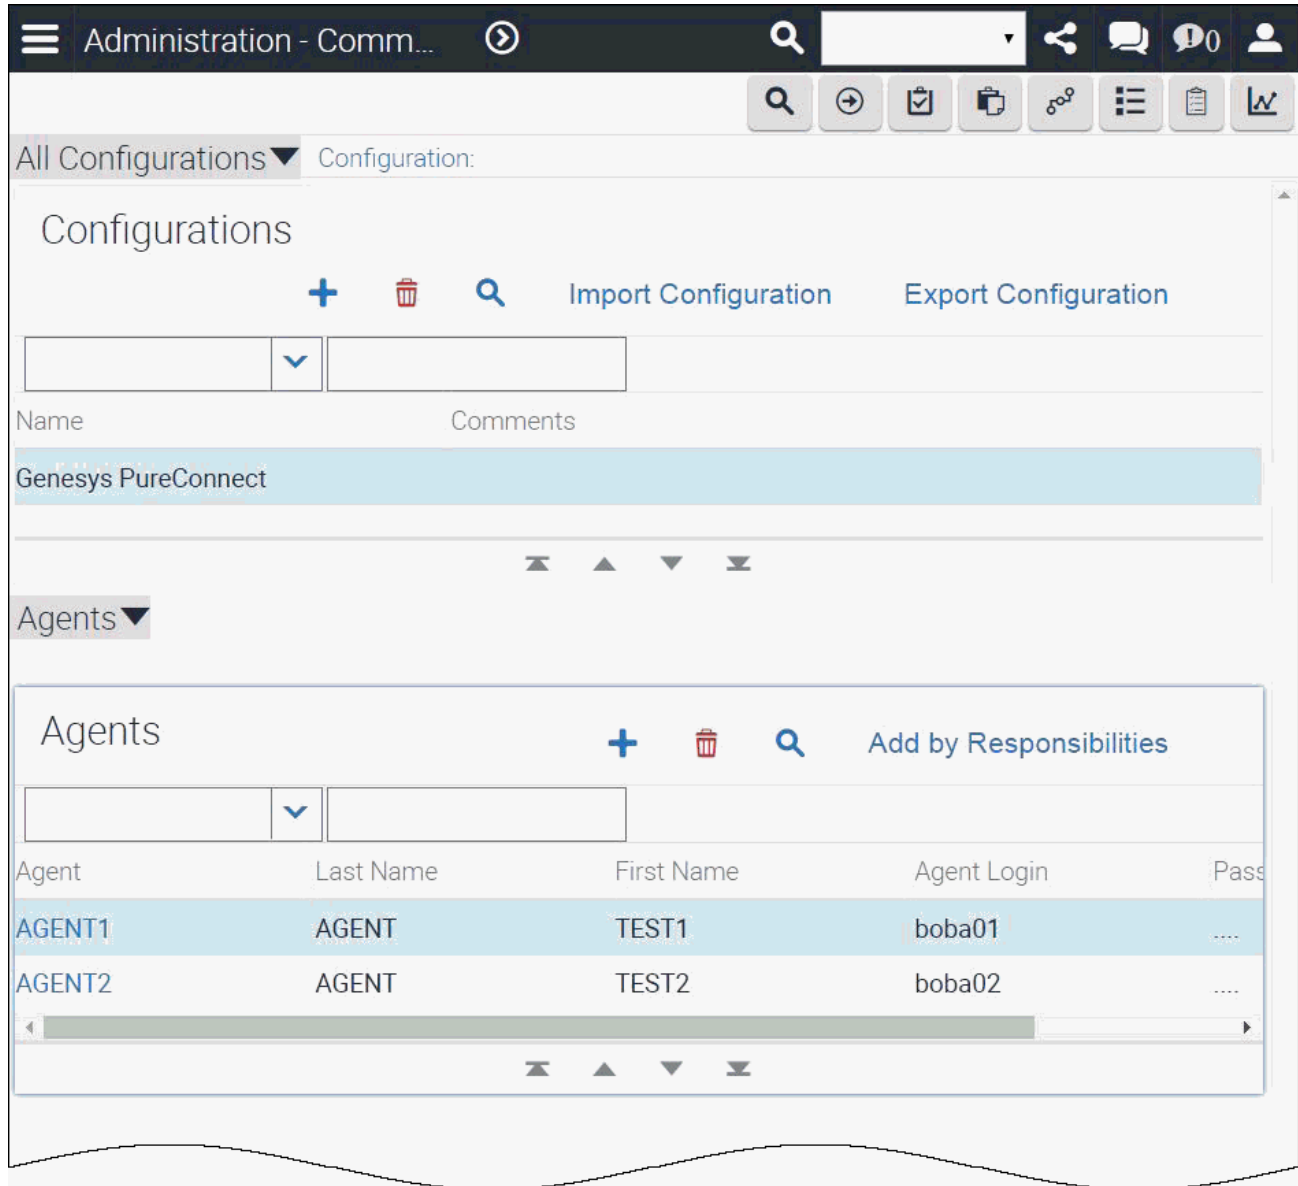 Administration - Comm...
0
All Configurations Configuration:
Configurations
Import Configuration Export Configuration
Name Comments
Genesys PureConnect
Agents
Agents
Add by Responsibilities
Agent Last Name First Name Agent Login Pass
AGENT1 AGENT TEST1 boba01 ....
AGENT2 AGENT TEST2 boba02 ....